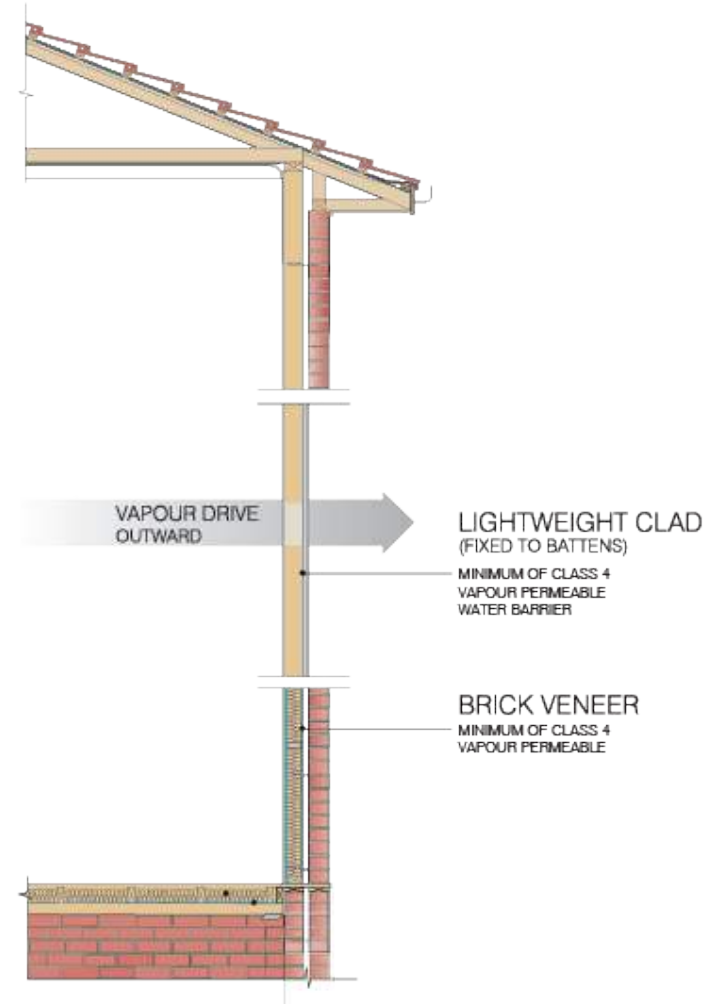 VAPOUR DRIVE
OUTWARD
LIGHTWEIGHT CLAD
(FIXED TO BATTENS)
MINIMUM OF CLASS 4
VAPOUR PERMEABLE
WATER BARRIER
BRICK VENEER
MINIMUM OF CLASS 4
VAPOUR PERMEABLE